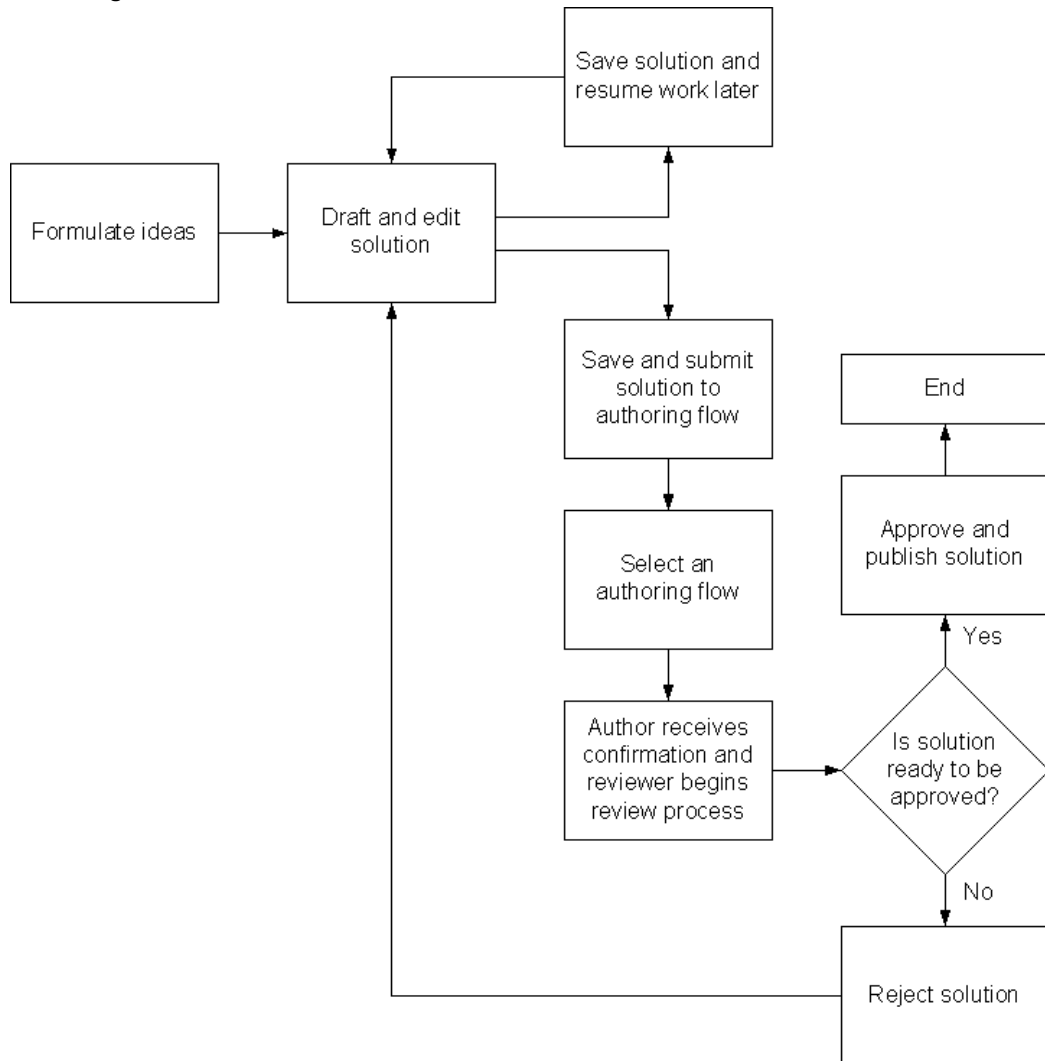 Save solution and
resume work later
Formulate ideas
Draft and edit
solution
Save and submit
solution to
authoring flow
End
Select an
authoring flow
Approve and
publish solution
Yes
Author receives
confirmation and
reviewer begins
review process
Is solution
ready to be
approved?
No
Reject solution